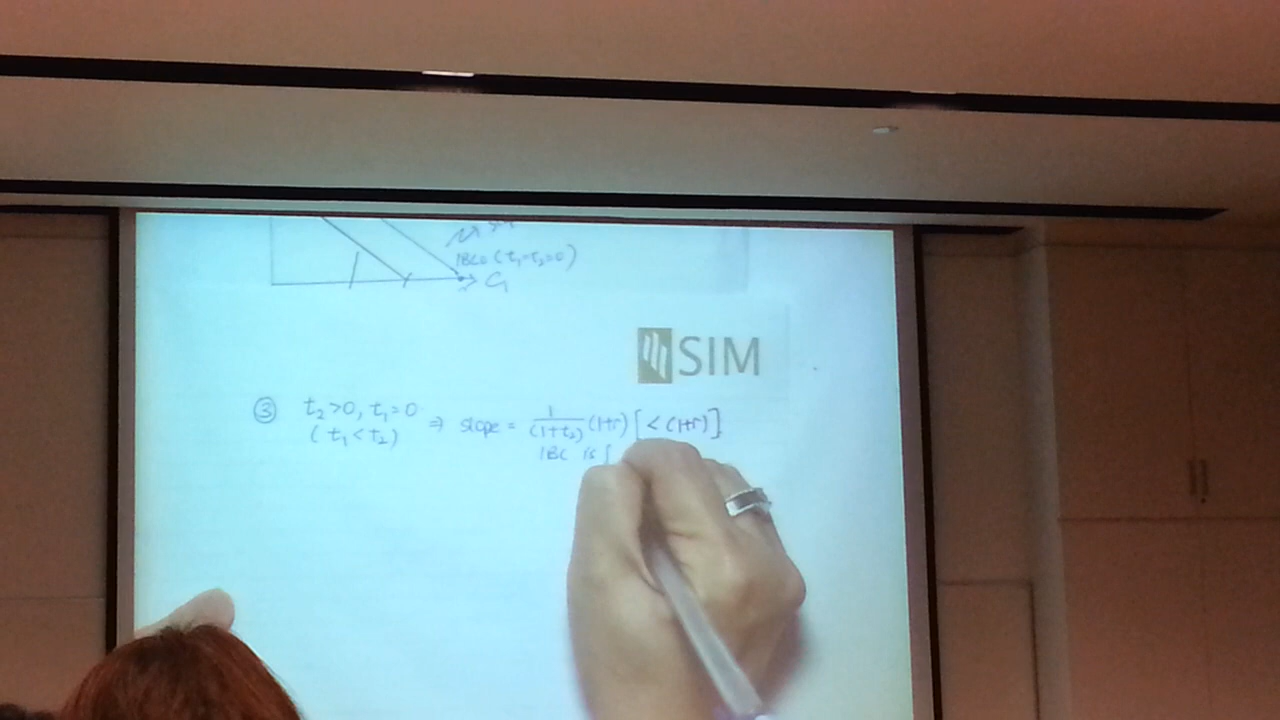 IBC₀ (t₁=t₂=0)
C₁
SIM
③ t₂>0, t₁=0 ⇒ slope = 1/(1+t₂) (1+r) [< (1+r)]
(t₁<t₂)
IBC is